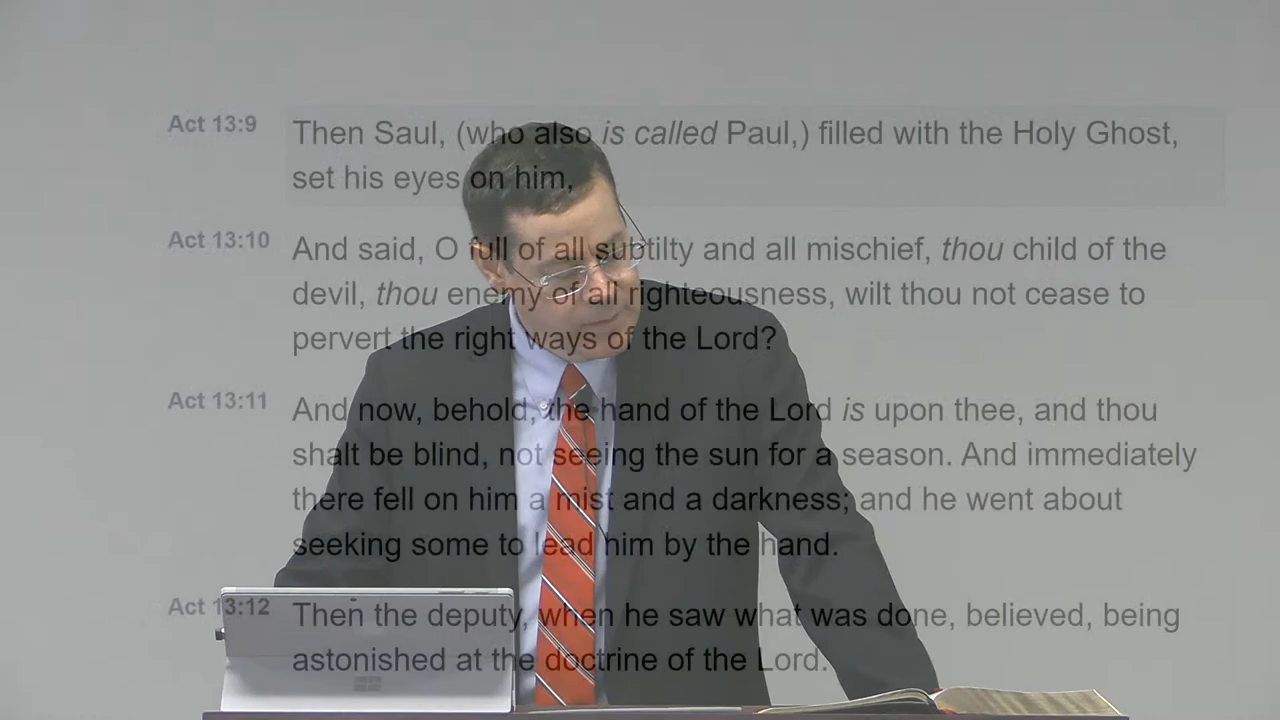 Act 13:9
Then Saul, (who also is called Paul,) filled with the Holy Ghost,
set his eyes on him,
Act 13:10
And said, O full of all subtilty and all mischief, thou child of the
devil, thou enemy of all righteousness, wilt thou not cease to
pervert the right ways of the Lord?
Act 13:11
And now, behold, the hand of the Lord is upon thee, and thou
shalt be blind, not seeing the sun for a season. And immediately
there fell on him a mist and a darkness; and he went about
seeking some to lead him by the hand.
Act 13:12
Then the deputy, when he saw what was done, believed, being
astonished at the doctrine of the Lord.